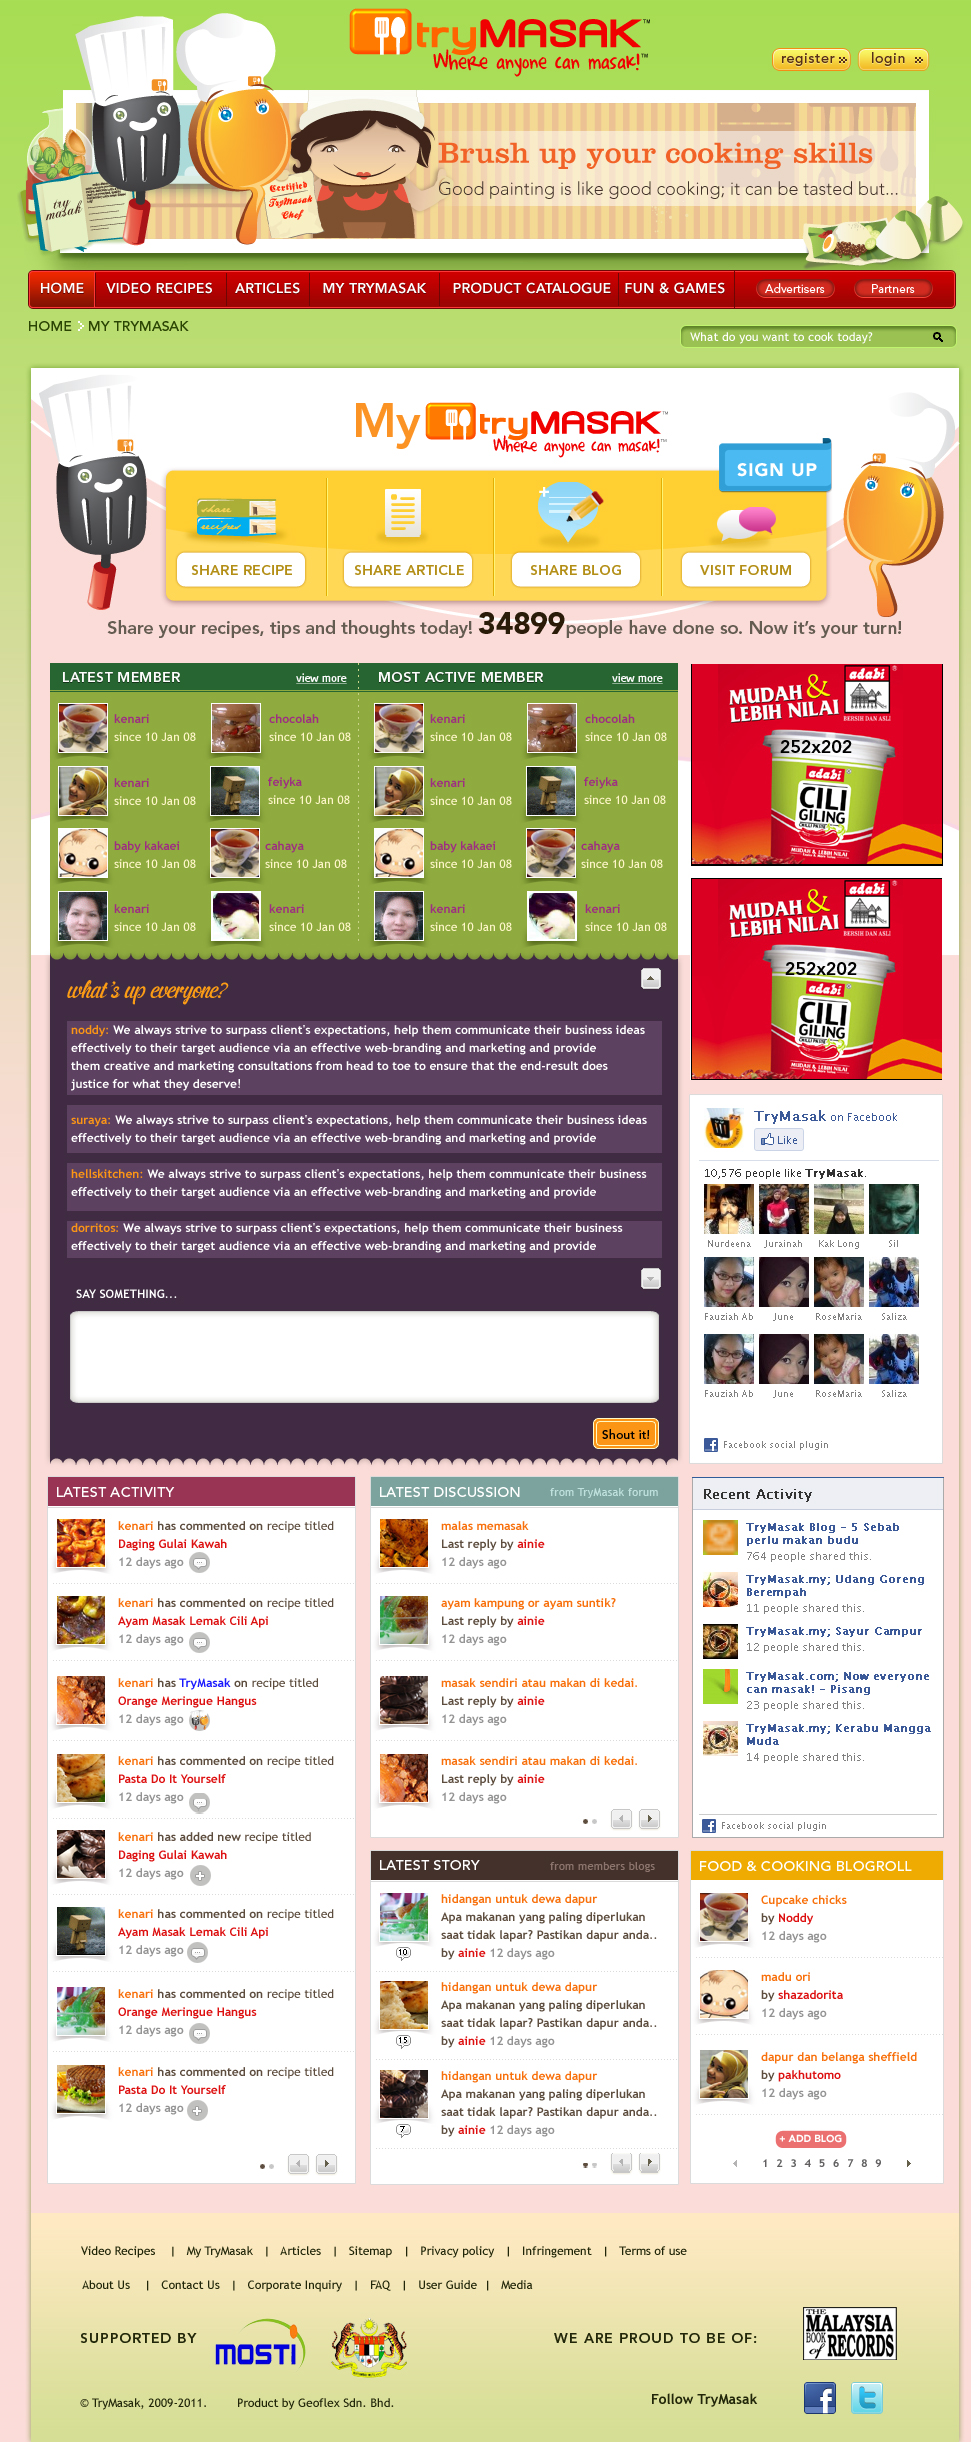 tryMASAK™
Where anyone can masak!™
register
login
Brush up your cooking skills
Good painting is like good cooking; it can be tasted but...
try
masak
Certified
TryMasak
Chef
HOME
VIDEO RECIPES
ARTICLES
MY TRYMASAK
PRODUCT CATALOGUE
FUN & GAMES
Advertisers
Partners
HOME
MY TRYMASAK
What do you want to cook today?
My tryMASAK™
Where anyone can masak!™
SIGN UP
share
recipes
SHARE RECIPE
SHARE ARTICLE
SHARE BLOG
VISIT FORUM
Share your recipes, tips and thoughts today! 34899 people have done so. Now it's your turn!
LATEST MEMBER
view more
kenari
since 10 Jan 08
chocolah
since 10 Jan 08
kenari
since 10 Jan 08
feiyka
since 10 Jan 08
baby kakaei
since 10 Jan 08
cahaya
since 10 Jan 08
kenari
since 10 Jan 08
kenari
since 10 Jan 08
MOST ACTIVE MEMBER
view more
kenari
since 10 Jan 08
chocolah
since 10 Jan 08
kenari
since 10 Jan 08
feiyka
since 10 Jan 08
baby kakaei
since 10 Jan 08
cahaya
since 10 Jan 08
kenari
since 10 Jan 08
kenari
since 10 Jan 08
MUDAH &
LEBIH NILAI
adabi
BERSIH DAN ASLI
252x202
adabi
CILI
GILING
CHILLI PASTE
MUDAH & LEBIH NILAI
MUDAH &
LEBIH NILAI
adabi
BERSIH DAN ASLI
252x202
adabi
CILI
GILING
CHILLI PASTE
MUDAH & LEBIH NILAI
what's up everyone?
noddy: We always strive to surpass client's expectations, help them communicate their business ideas
effectively to their target audience via an effective web-branding and marketing and provide
them creative and marketing consultations from head to toe to ensure that the end-result does
justice for what they deserve!
suraya: We always strive to surpass client's expectations, help them communicate their business ideas
effectively to their target audience via an effective web-branding and marketing and provide
hellskitchen: We always strive to surpass client's expectations, help them communicate their business
effectively to their target audience via an effective web-branding and marketing and provide
dorritos: We always strive to surpass client's expectations, help them communicate their business
effectively to their target audience via an effective web-branding and marketing and provide
SAY SOMETHING...
Shout it!
TryMasak on Facebook
Like
10,576 people like TryMasak.
Nurdeena
Jurainah
Kak Long
Sil
Fauziah Ab
June
RoseMaria
Saliza
Fauziah Ab
June
RoseMaria
Saliza
Facebook social plugin
LATEST ACTIVITY
kenari has commented on recipe titled
Daging Gulai Kawah
12 days ago
kenari has commented on recipe titled
Ayam Masak Lemak Cili Api
12 days ago
kenari has TryMasak on recipe titled
Orange Meringue Hangus
12 days ago
kenari has commented on recipe titled
Pasta Do It Yourself
12 days ago
kenari has added new recipe titled
Daging Gulai Kawah
12 days ago
kenari has commented on recipe titled
Ayam Masak Lemak Cili Api
12 days ago
kenari has commented on recipe titled
Orange Meringue Hangus
12 days ago
kenari has commented on recipe titled
Pasta Do It Yourself
12 days ago
LATEST DISCUSSION
from TryMasak forum
malas memasak
Last reply by ainie
12 days ago
ayam kampung or ayam suntik?
Last reply by ainie
12 days ago
masak sendiri atau makan di kedai.
Last reply by ainie
12 days ago
masak sendiri atau makan di kedai.
Last reply by ainie
12 days ago
LATEST STORY
from members blogs
hidangan untuk dewa dapur
Apa makanan yang paling diperlukan
saat tidak lapar? Pastikan dapur anda..
by ainie 12 days ago
10
hidangan untuk dewa dapur
Apa makanan yang paling diperlukan
saat tidak lapar? Pastikan dapur anda..
by ainie 12 days ago
15
hidangan untuk dewa dapur
Apa makanan yang paling diperlukan
saat tidak lapar? Pastikan dapur anda..
by ainie 12 days ago
7
Recent Activity
TryMasak Blog - 5 Sebab
perlu makan budu
764 people shared this.
TryMasak.my; Udang Goreng
Berempah
11 people shared this.
TryMasak.my; Sayur Campur
12 people shared this.
TryMasak.com; Now everyone
can masak! - Pisang
23 people shared this.
TryMasak.my; Kerabu Mangga
Muda
14 people shared this.
Facebook social plugin
FOOD & COOKING BLOGROLL
Cupcake chicks
by Noddy
12 days ago
madu ori
by shazadorita
12 days ago
dapur dan belanga sheffield
by pakhutomo
12 days ago
+ ADD BLOG
1 2 3 4 5 6 7 8 9
Video Recipes | My TryMasak | Articles | Sitemap | Privacy policy | Infringement | Terms of use
About Us | Contact Us | Corporate Inquiry | FAQ | User Guide | Media
SUPPORTED BY
MOSTI
WE ARE PROUD TO BE OF:
THE
MALAYSIA
BOOK of RECORDS
© TryMasak, 2009-2011.
Product by Geoflex Sdn. Bhd.
Follow TryMasak